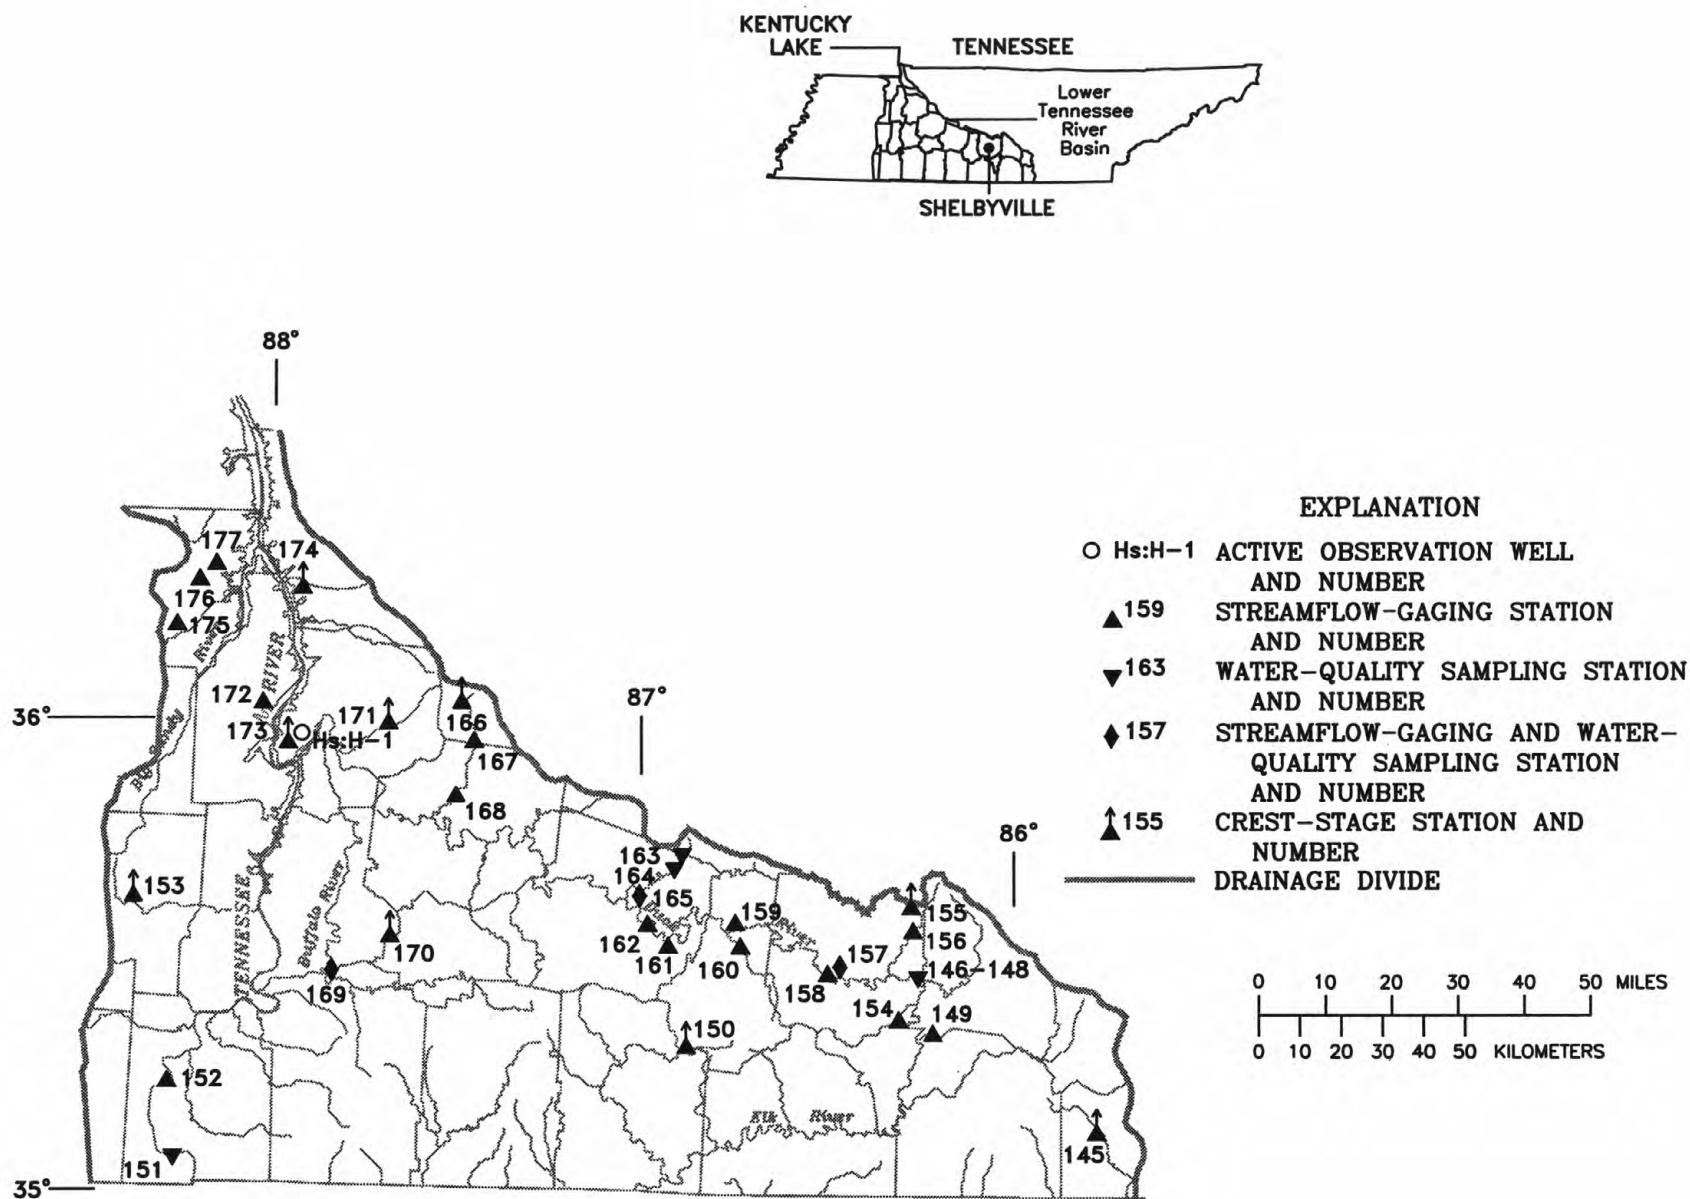 KENTUCKY
LAKE
TENNESSEE
Lower
Tennessee
River
Basin
SHELBYVILLE
88°
177
174
176
175
River
RIVER
172
173
Hs:H-1
171
166
167
168
36°
87°
Big Sandy
86°
163
164
165
162
161
159
160
157
158
155
156
146-148
154
149
153
TENNESSEE
Buffalo River
170
169
150
152
151
Elk River
145
35°
EXPLANATION
Hs:H-1 ACTIVE OBSERVATION WELL
AND NUMBER
159 STREAMFLOW-GAGING STATION
AND NUMBER
163 WATER-QUALITY SAMPLING STATION
AND NUMBER
157 STREAMFLOW-GAGING AND WATER-
QUALITY SAMPLING STATION
AND NUMBER
155 CREST-STAGE STATION AND
NUMBER
DRAINAGE DIVIDE
0 10 20 30 40 50 MILES
0 10 20 30 40 50 KILOMETERS